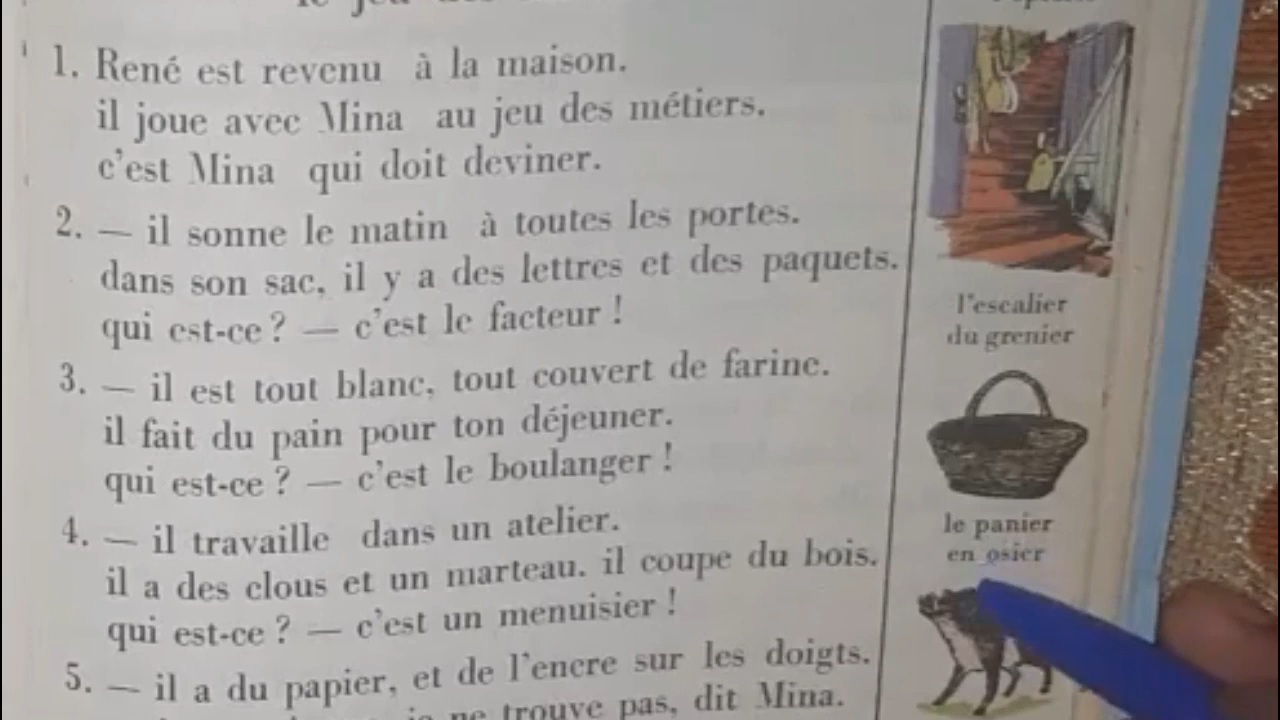 1. René est revenu à la maison.
il joue avec Mina au jeu des métiers.
c'est Mina qui doit deviner.
2. — il sonne le matin à toutes les portes.
dans son sac, il y a des lettres et des paquets.
qui est-ce ? — c'est le facteur !
3. — il est tout blanc, tout couvert de farine.
il fait du pain pour ton déjeuner.
qui est-ce ? — c'est le boulanger !
4. — il travaille dans un atelier.
il a des clous et un marteau. il coupe du bois.
qui est-ce ? — c'est un menuisier !
5. — il a du papier, et de l'encre sur les doigts.
je ne trouve pas, dit Mina.
l'escalier
du grenier
le panier
en osier